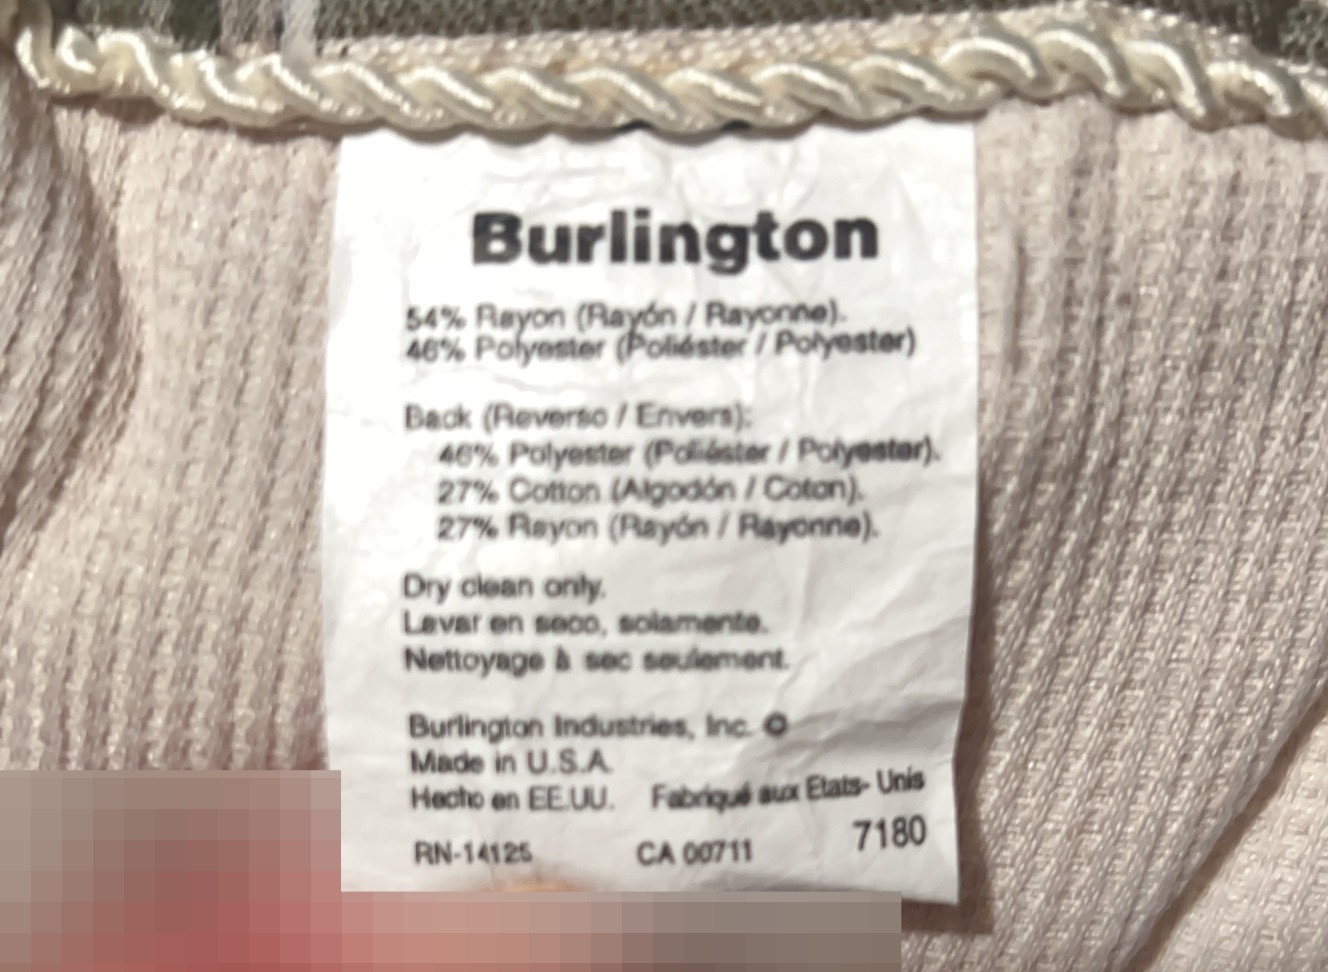 Burlington
54% Rayon (Rayón / Rayonne).
46% Polyester (Poliéster / Polyester)
Back (Reverso / Envers):
46% Polyester (Poliéster / Polyester).
27% Cotton (Algodón / Coton).
27% Rayon (Rayón / Rayonne).
Dry clean only.
Lavar en seco, solamente.
Nettoyage à sec seulement.
Burlington Industries, Inc. ©
Made in U.S.A.
Hecho en EE.UU. Fabriqué aux Etats- Unis
RN-14125 CA 00711 7180